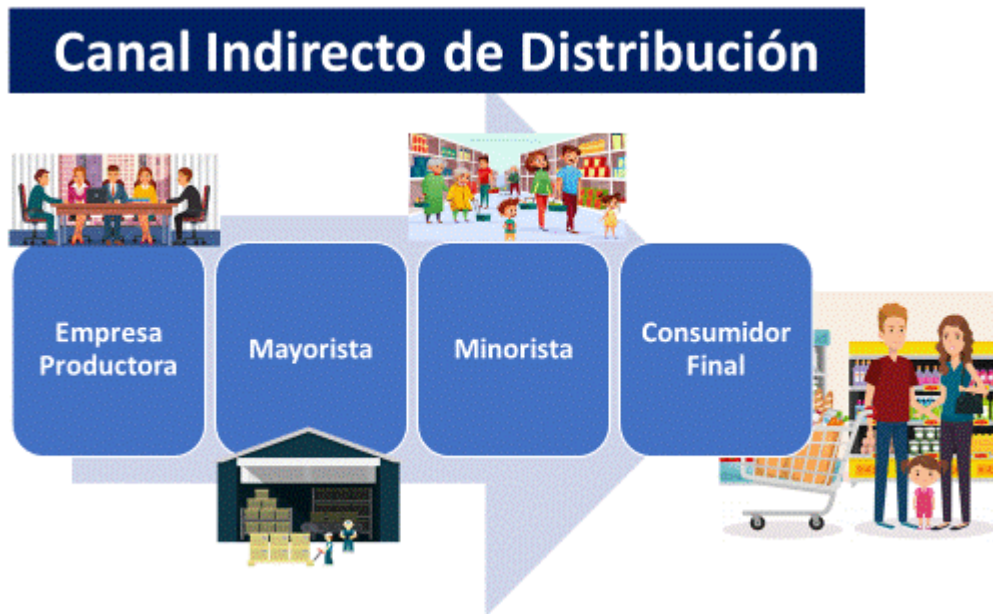 Canal Indirecto de Distribución
Empresa
Productora
Mayorista
Minorista
Consumidor
Final